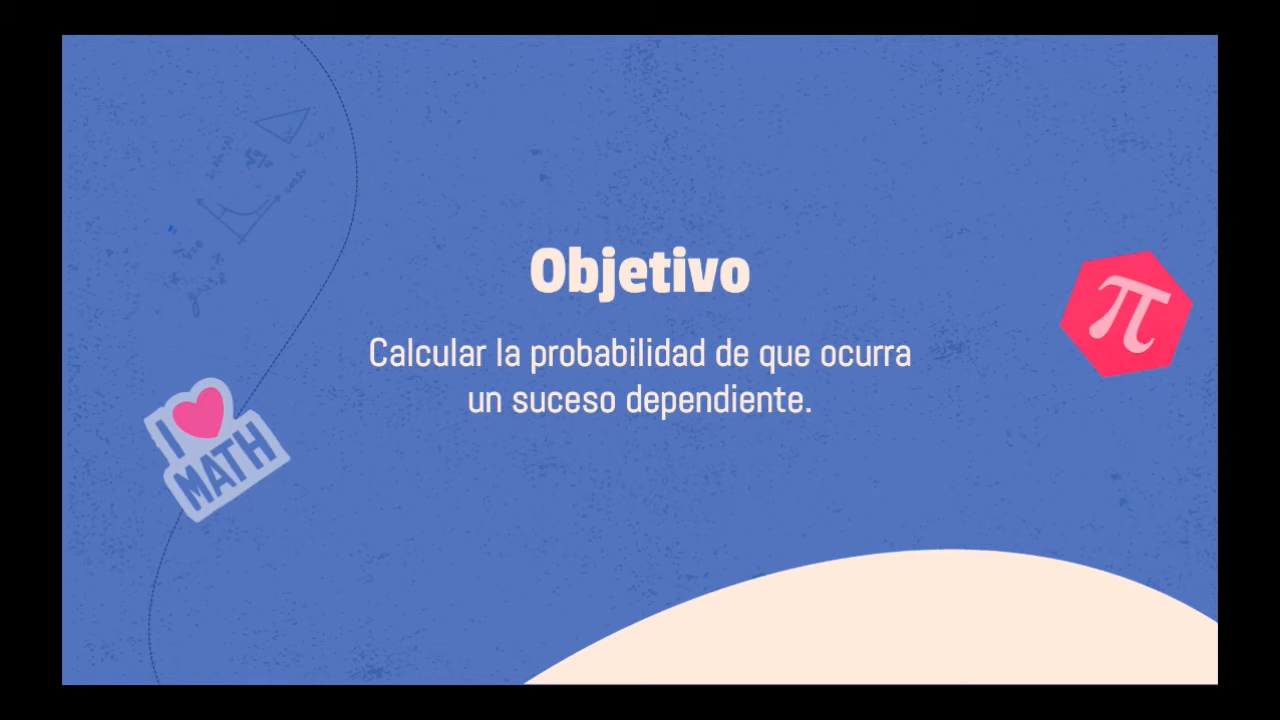 Objetivo
Calcular la probabilidad de que ocurra
un suceso dependiente.
I
MATH
π